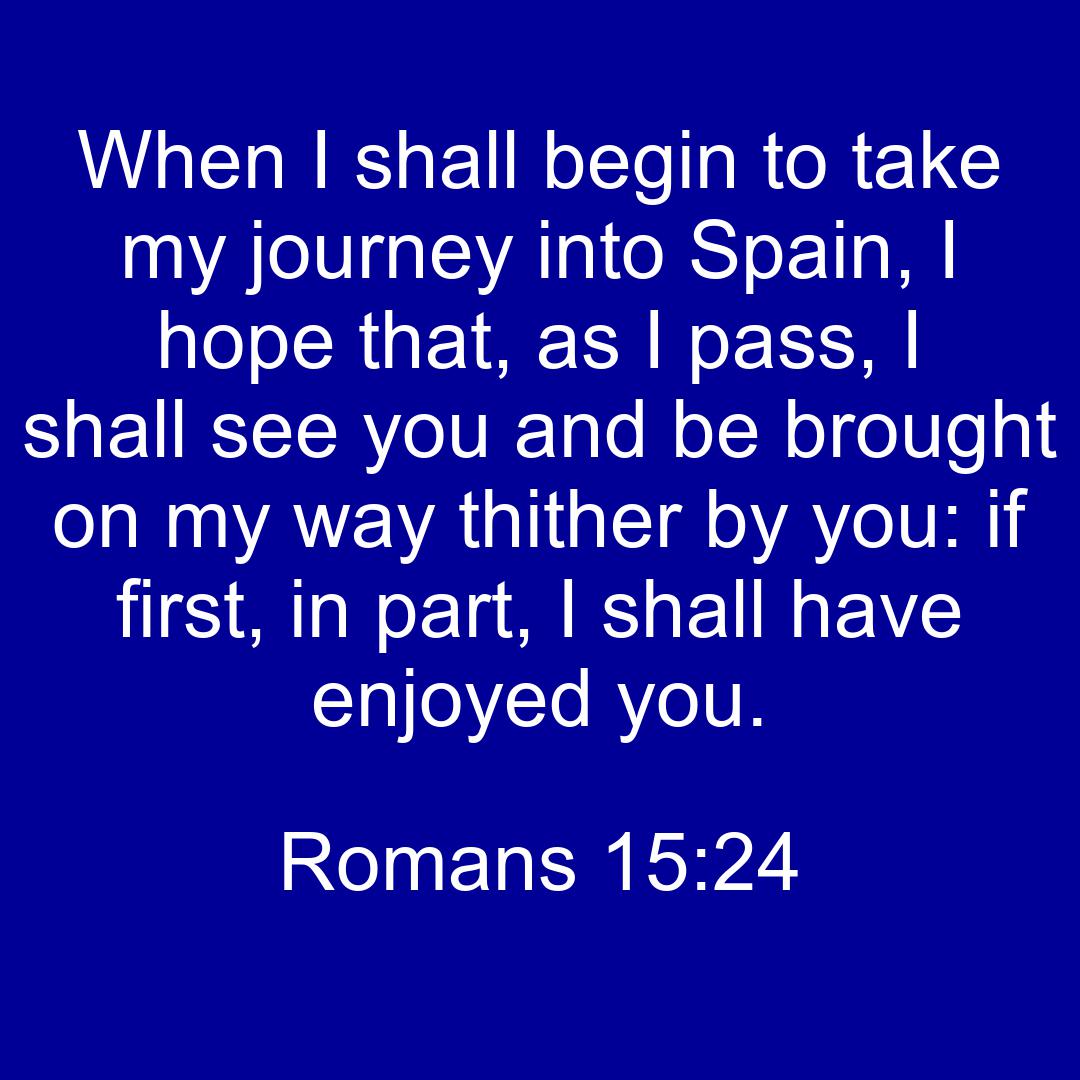 When I shall begin to take
my journey into Spain, I
hope that, as I pass, I
shall see you and be brought
on my way thither by you: if
first, in part, I shall have
enjoyed you.
Romans 15:24